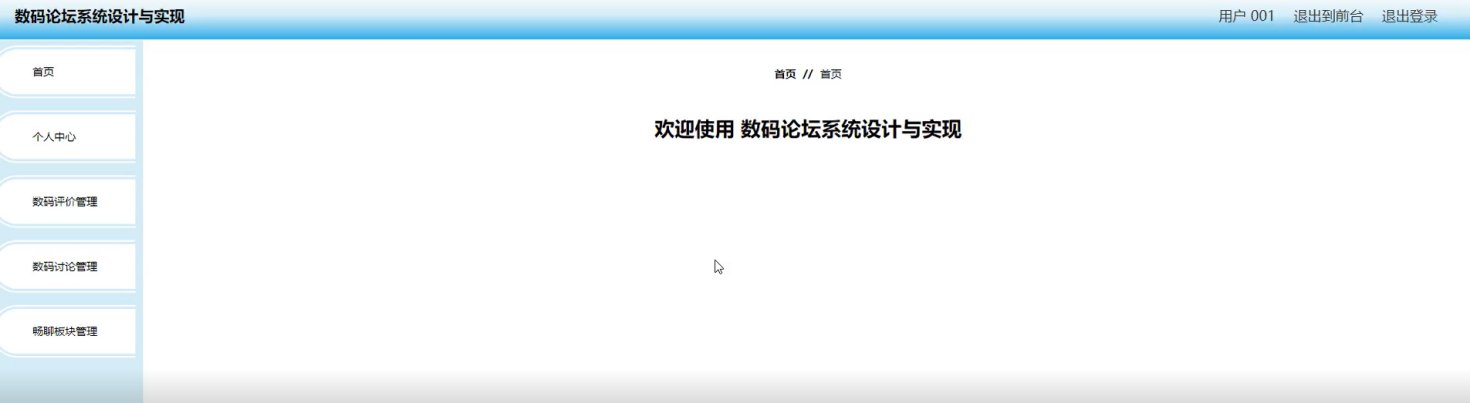 数码论坛系统设计与实现
用户 001 退出到前台 退出登录
首页
个人中心
数码评价管理
数码讨论管理
畅聊板块管理
首页 // 首页
欢迎使用 数码论坛系统设计与实现